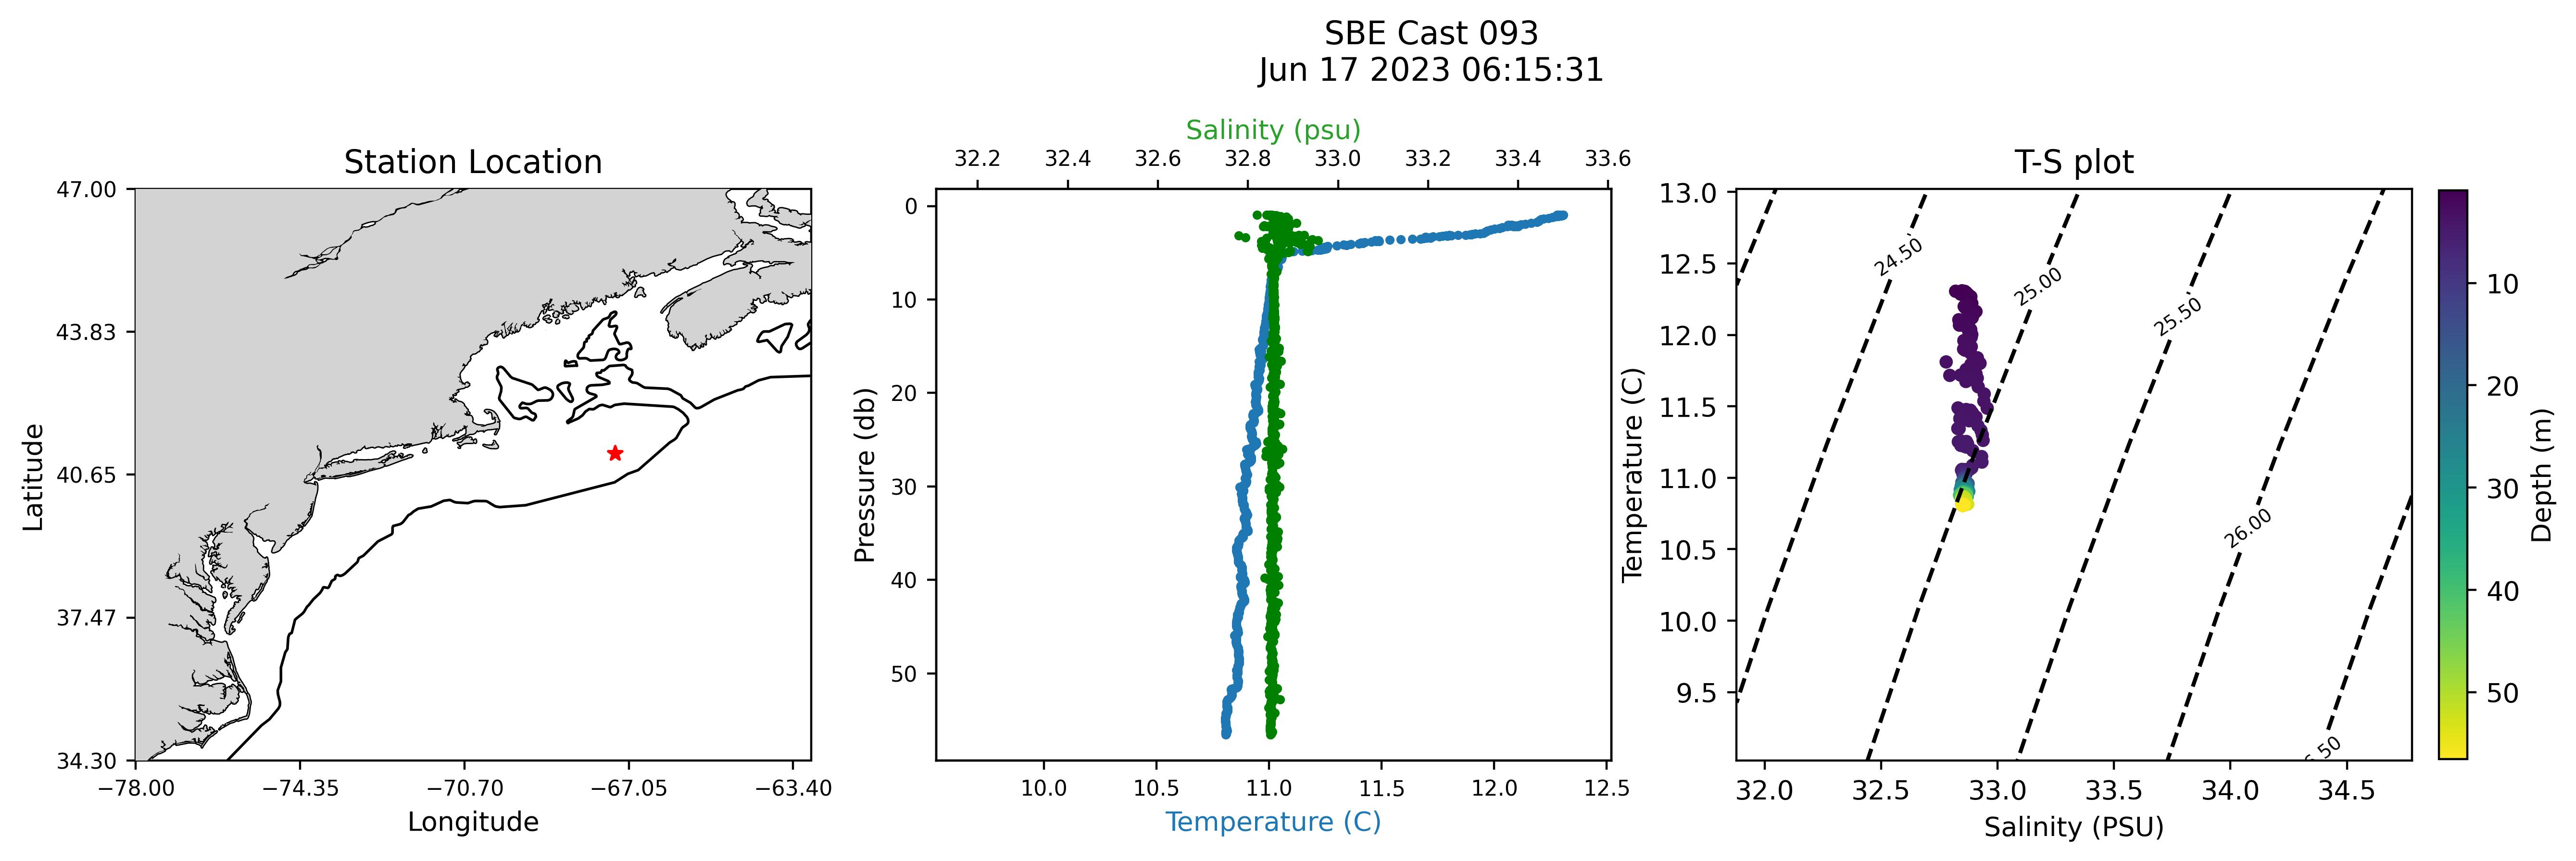 SBE Cast 093
Jun 17 2023 06:15:31
Station Location
47.00
43.83
40.65
37.47
34.30
−78.00 −74.35 −70.70 −67.05 −63.40
Latitude
Longitude
Salinity (psu)
32.2 32.4 32.6 32.8 33.0 33.2 33.4 33.6
0
10
20
30
40
50
Pressure (db)
10.0 10.5 11.0 11.5 12.0 12.5
Temperature (C)
T-S plot
13.0
12.5
12.0
11.5
11.0
10.5
10.0
9.5
Temperature (C)
24.50
25.00
25.50
26.00
6.50
32.0 32.5 33.0 33.5 34.0 34.5
Salinity (PSU)
10
20
30
40
50
Depth (m)